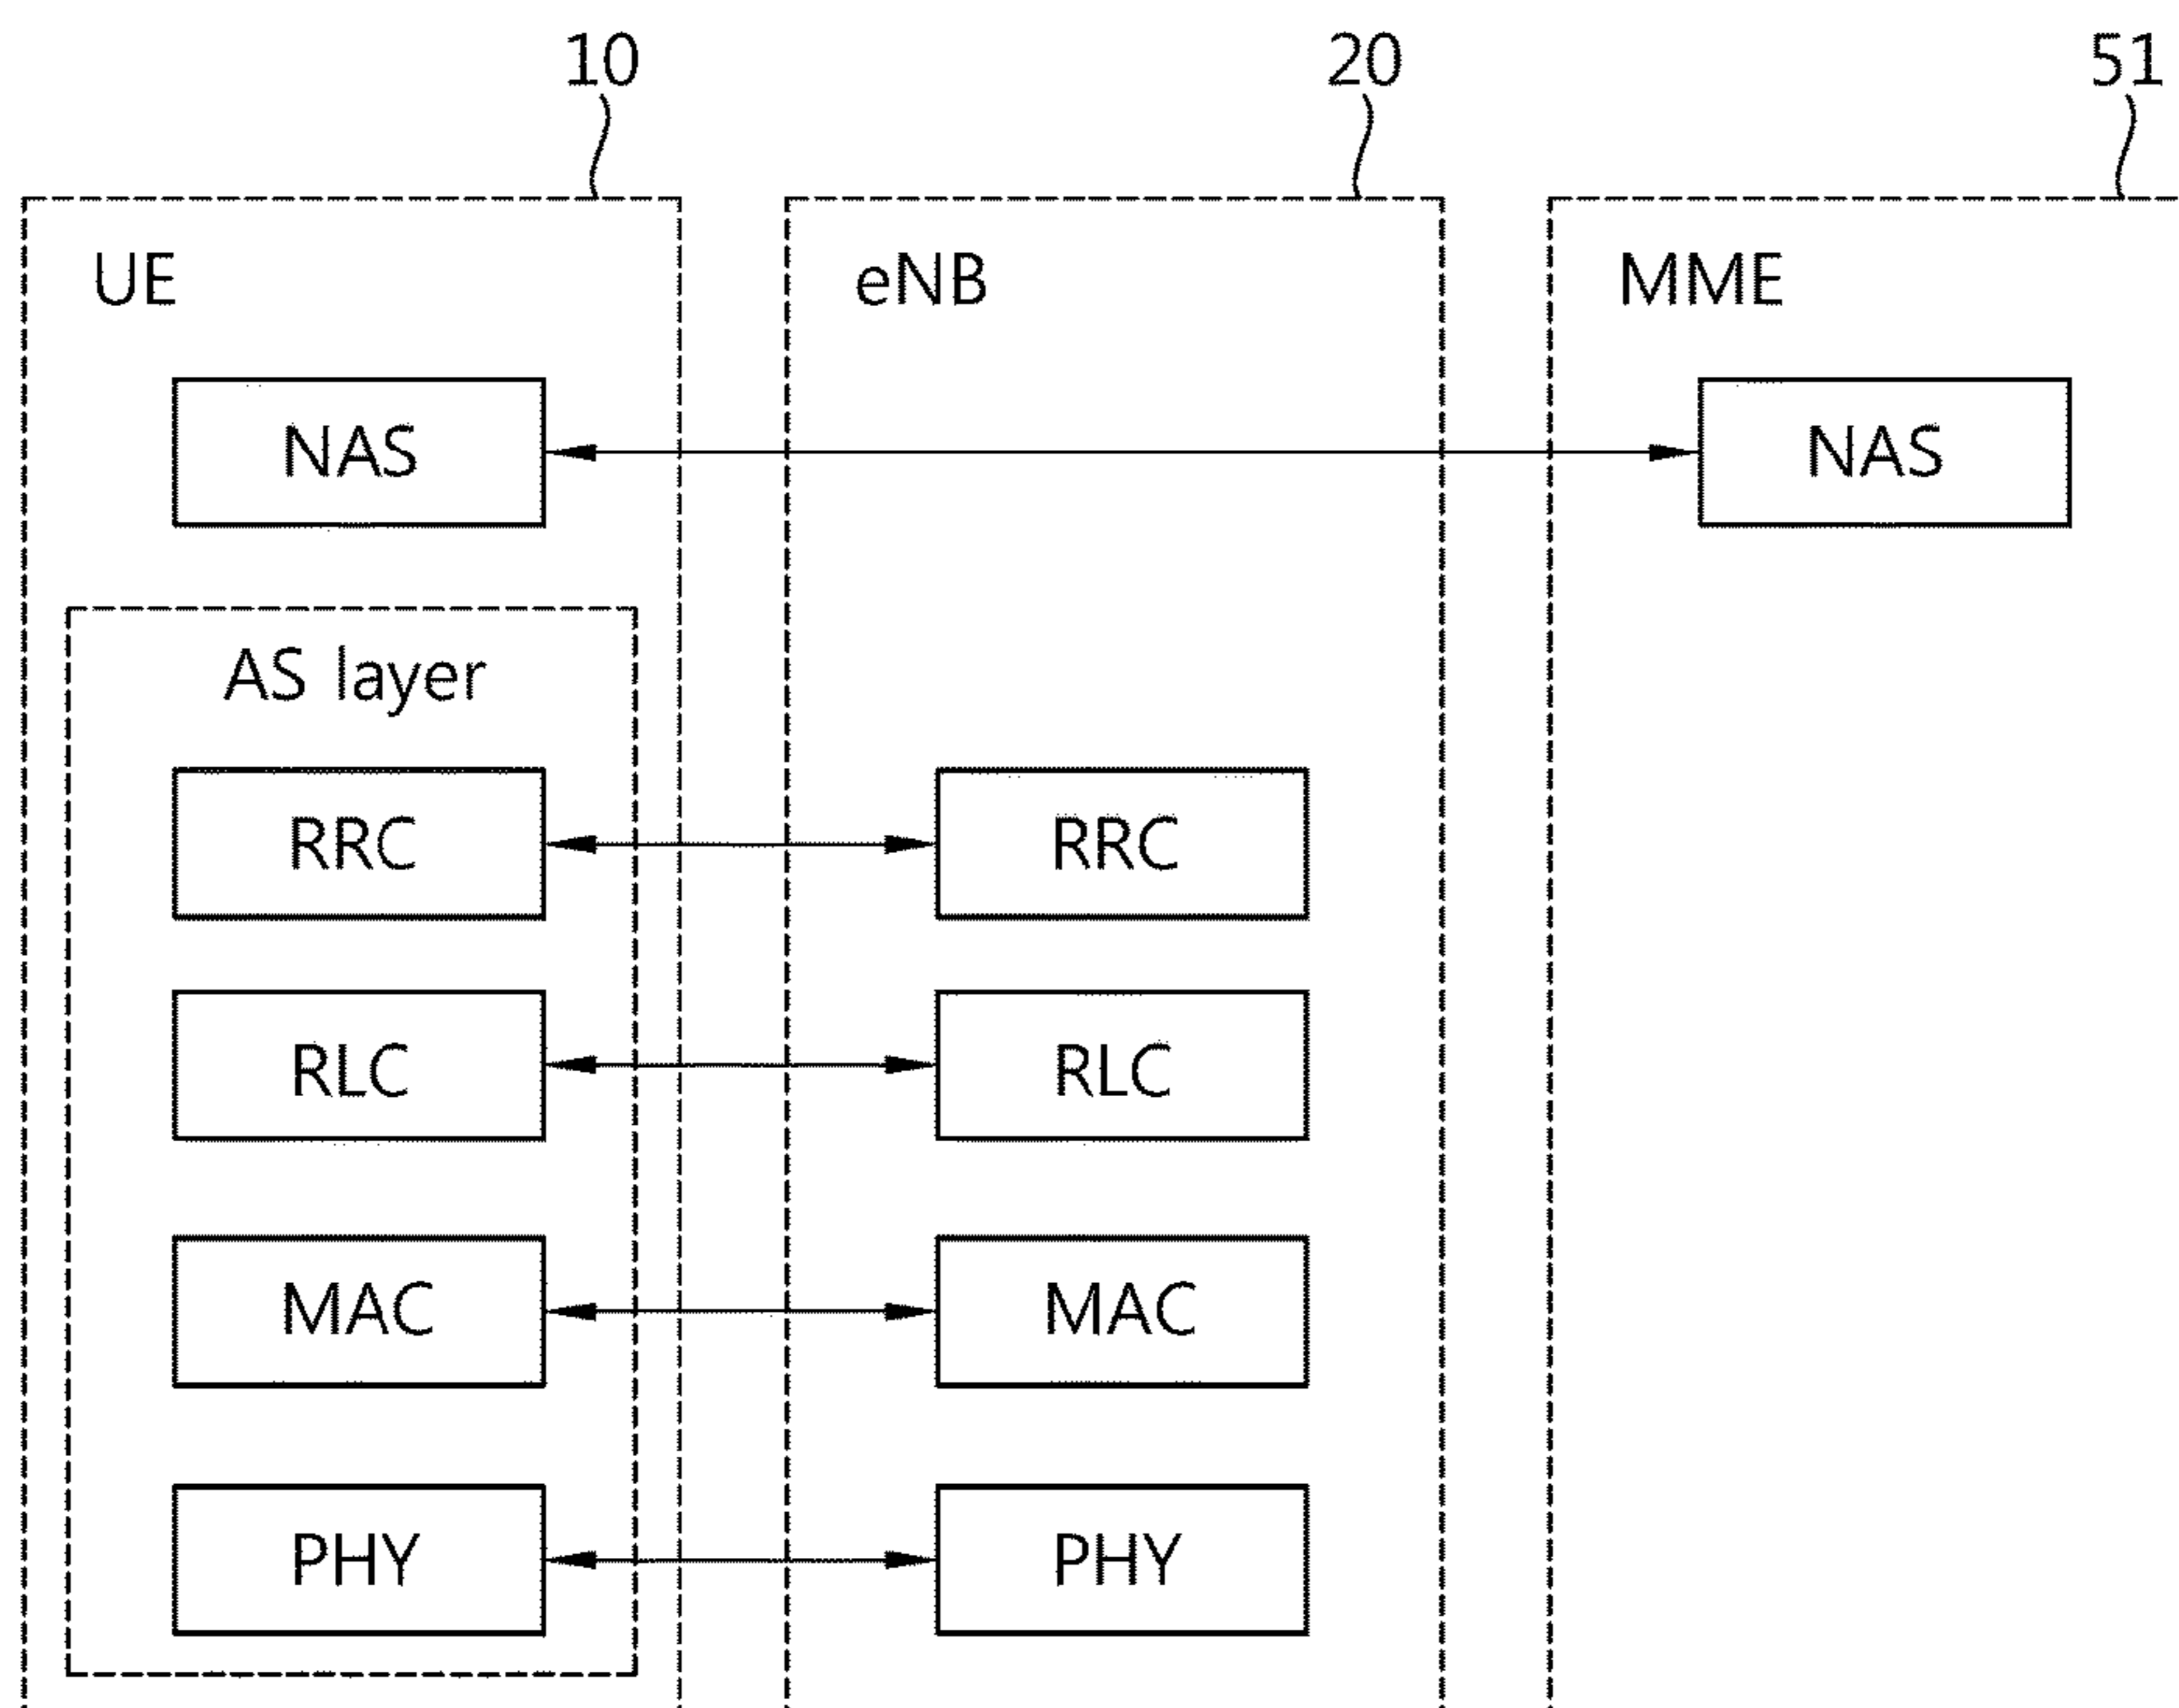 10 20 51
UE eNB MME
NAS NAS
AS layer
RRC RRC
RLC RLC
MAC MAC
PHY PHY